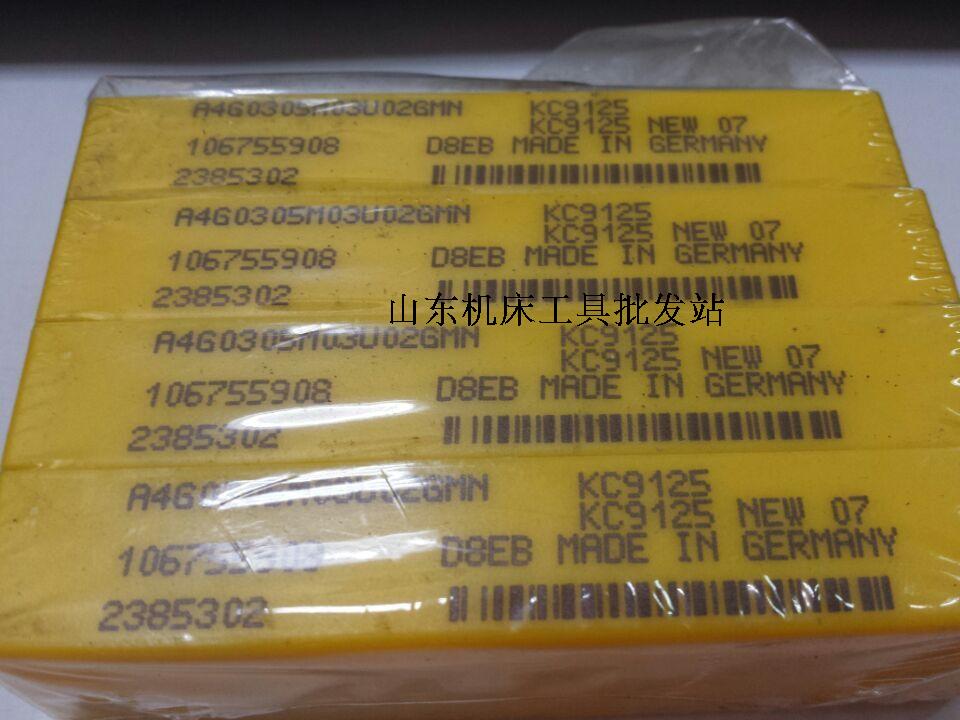 A4G0305M03U02GMN KC9125
KC9125 NEW 07
106755908 D8EB MADE IN GERMANY
2385302
A4G0305M03U02GMN KC9125
KC9125 NEW 07
106755908 D8EB MADE IN GERMANY
2385302
山东机床工具批发站
A4G0305M03U02GMN KC9125
KC9125 NEW 07
106755908 D8EB MADE IN GERMANY
2385302
KC9125
KC9125 NEW 07
D8EB MADE IN GERMANY
2385302